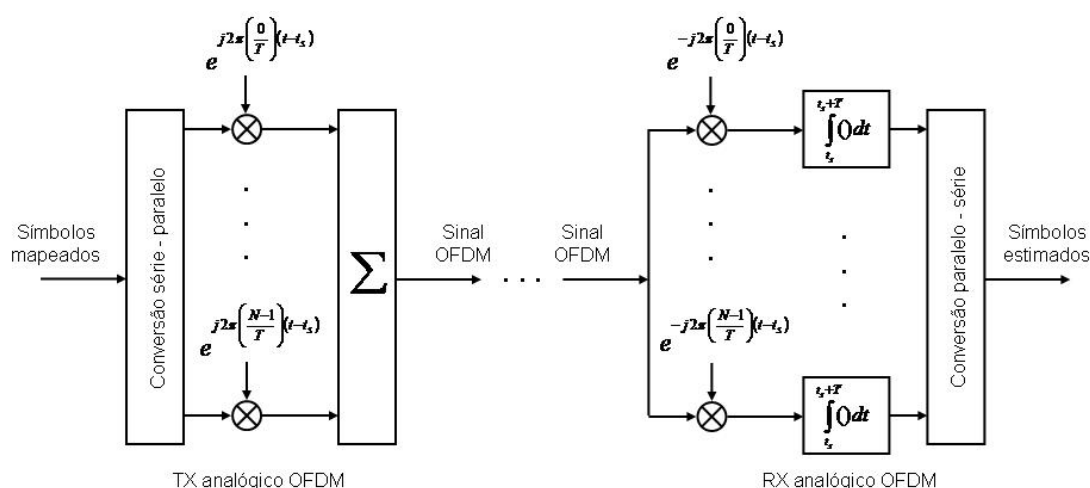 e^{j2π(0/T)(t-t_s)}
Conversão série - paralelo
Símbolos
mapeados
e^{j2π(N-1/T)(t-t_s)}
Σ
Sinal
OFDM
TX analógico OFDM
. . .
Sinal
OFDM
e^{-j2π(0/T)(t-t_s)}
∫_{t_s}^{t_s+T}()dt
e^{-j2π(N-1/T)(t-t_s)}
∫_{t_s}^{t_s+T}()dt
Conversão paralelo - série
Símbolos
estimados
RX analógico OFDM